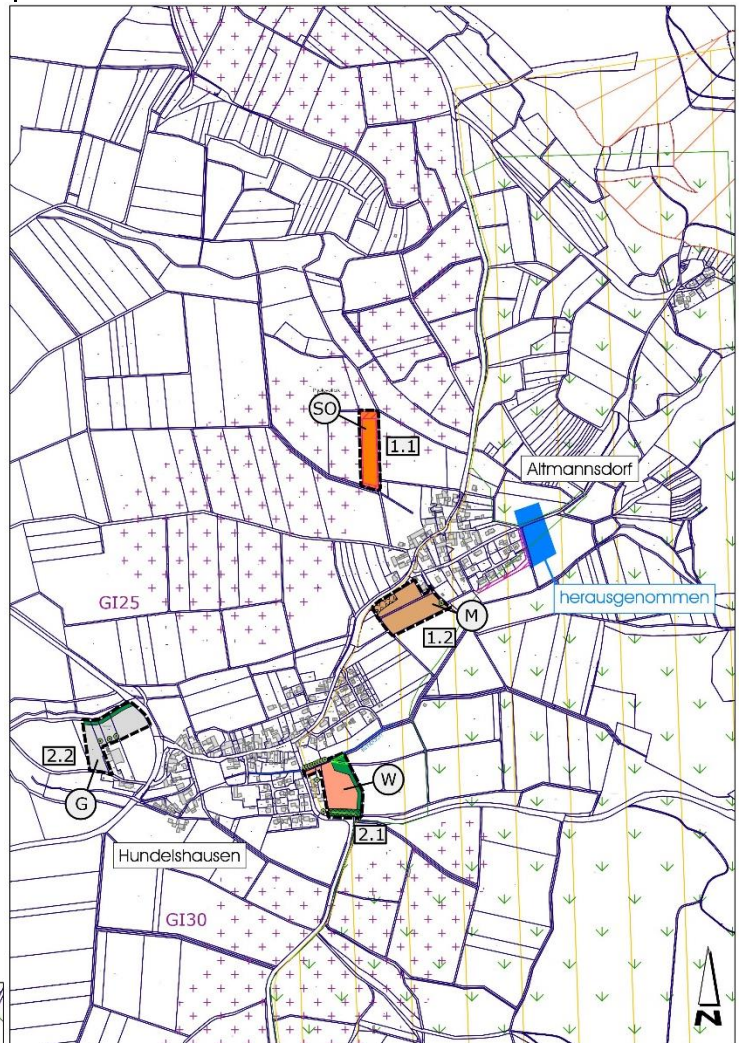 SO
1.1
Altmannsdorf
herausgenommen
GI25
M
1.2
2.2
G
W
2.1
Hundelshausen
GI30
N